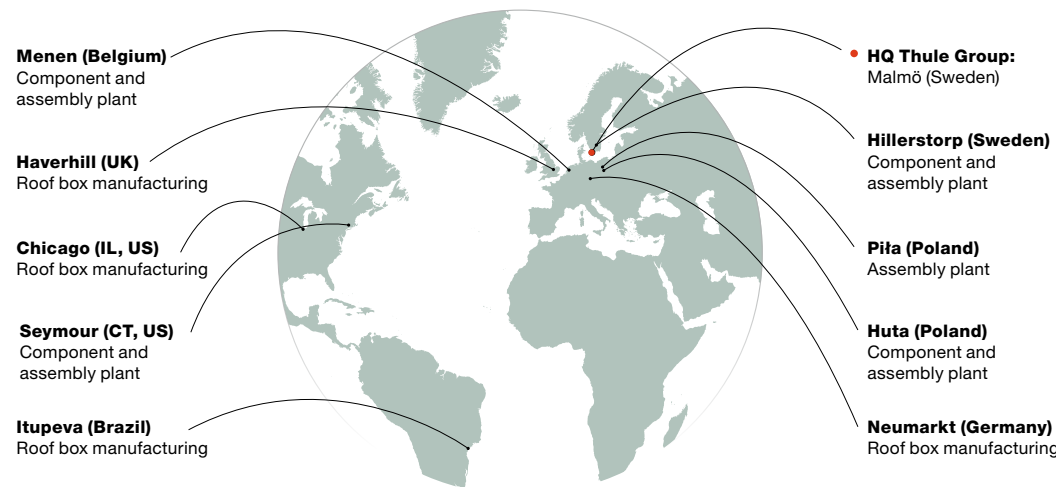 Menen (Belgium)
Component and
assembly plant
Haverhill (UK)
Roof box manufacturing
Chicago (IL, US)
Roof box manufacturing
Seymour (CT, US)
Component and
assembly plant
Itupeva (Brazil)
Roof box manufacturing
HQ Thule Group:
Malmö (Sweden)
Hillerstorp (Sweden)
Component and
assembly plant
Piła (Poland)
Assembly plant
Huta (Poland)
Component and
assembly plant
Neumarkt (Germany)
Roof box manufacturing